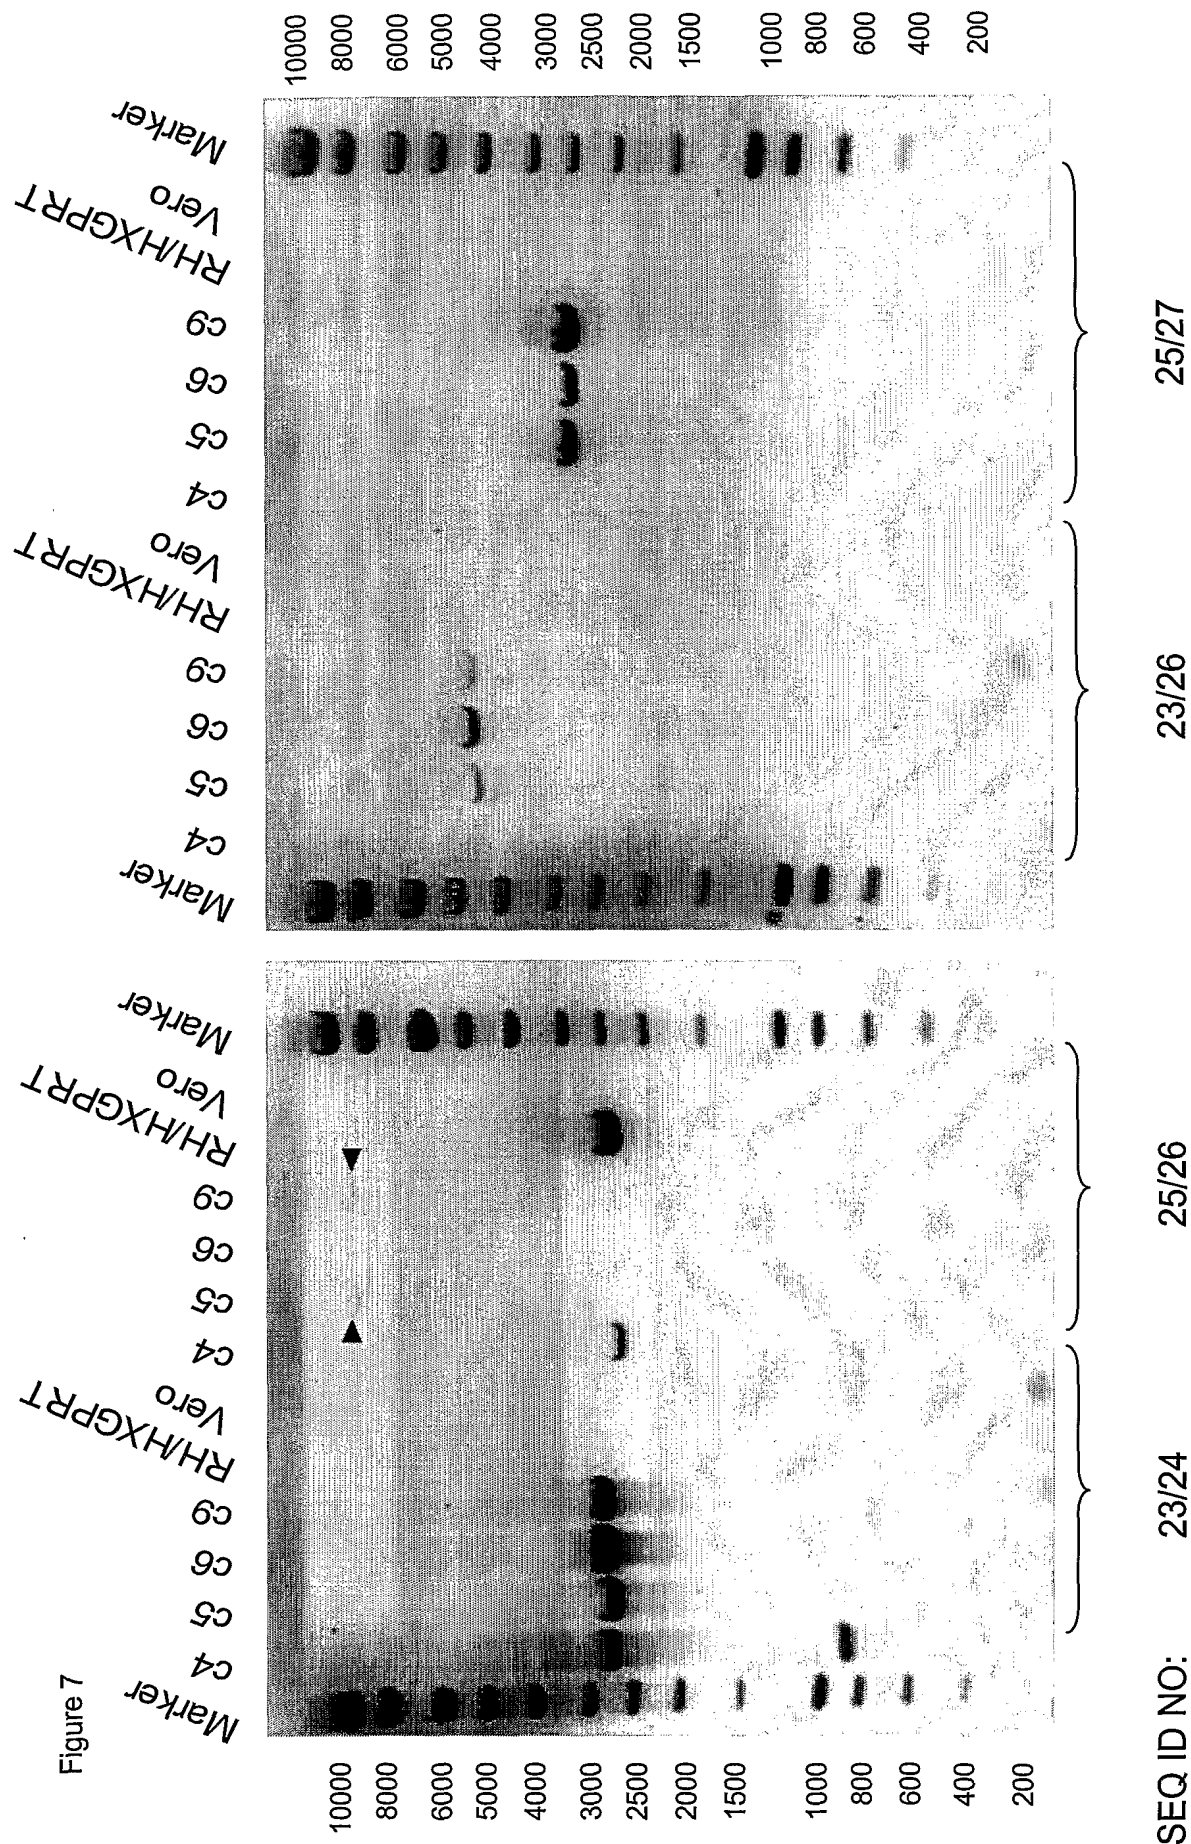 Figure 7
Marker
c4
c5
c6
c9
RH/HXGPRT
Vero
c4
c5
c6
c9
RH/HXGPRT
Vero
Marker
Marker
c4
c5
c6
c9
RH/HXGPRT
Vero
c4
c5
c6
c9
RH/HXGPRT
Vero
Marker
10000
8000
6000
5000
4000
3000
2500
2000
1500
1000
800
600
400
200
10000
8000
6000
5000
4000
3000
2500
2000
1500
1000
800
600
400
200
SEQ ID NO: 23/24 25/26 23/26 25/27